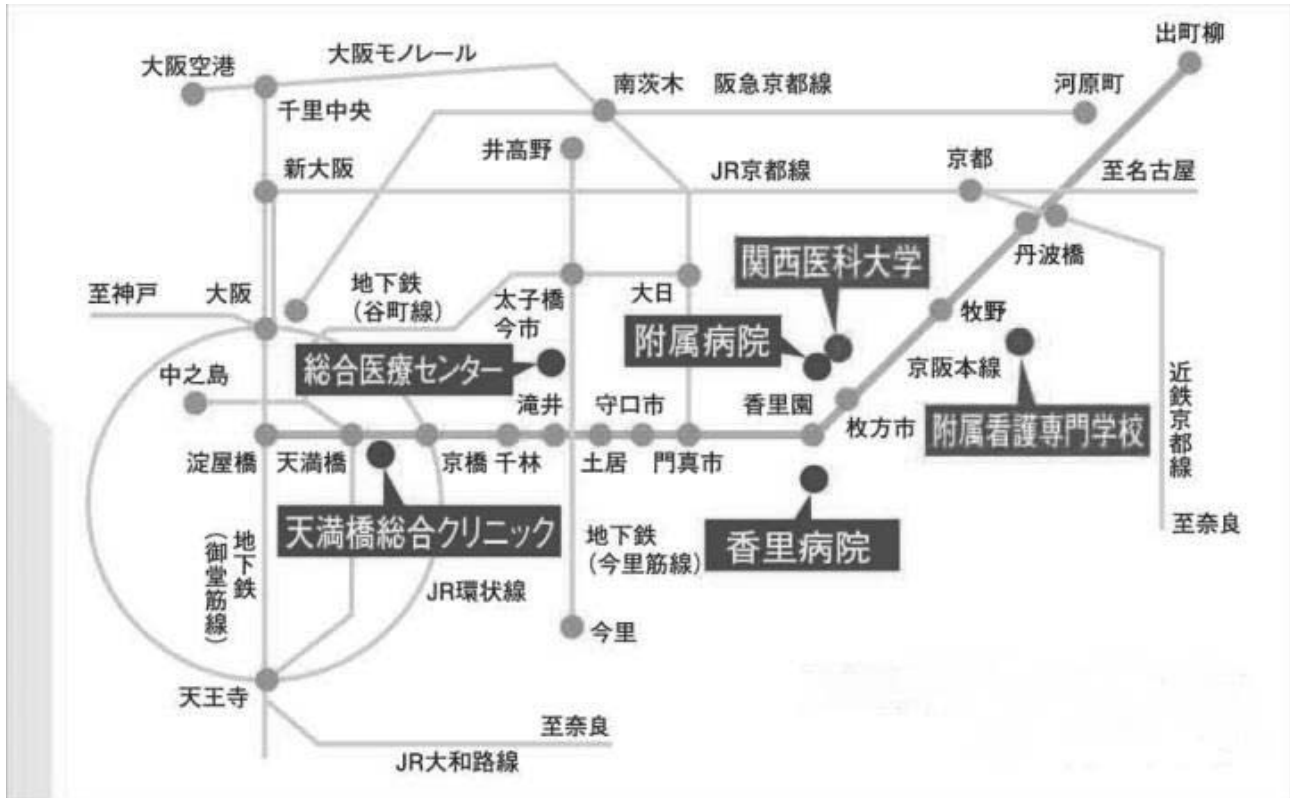 出町柳
大阪モノレール
大阪空港
南茨木
阪急京都線
河原町
千里中央
井高野
京都
新大阪
JR京都線
至名古屋
関西医科大学
丹波橋
地下鉄
（谷町線）
至神戸
大阪
太子橋
今市
大日
牧野
附属病院
総合医療センター
京阪本線
中之島
滝井
守口市
香里園
枚方市
附属看護専門学校
近鉄京都線
淀屋橋
天満橋
京橋
千林
土居
門真市
天満橋総合クリニック
香里病院
至奈良
地下鉄
（御堂筋線）
地下鉄
（今里筋線）
JR環状線
今里
天王寺
至奈良
JR大和路線